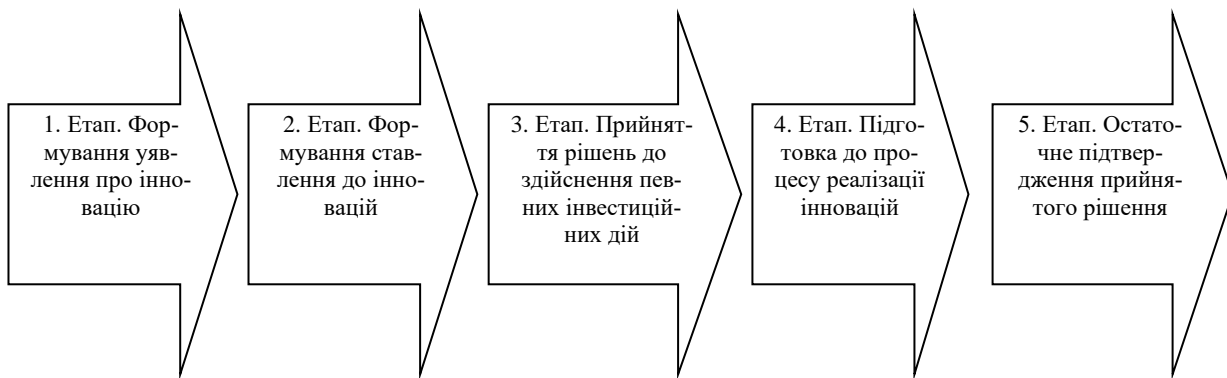 1. Етап. Фор-
мування уяв-
лення про інно-
вацію
2. Етап. Фор-
мування став-
лення до інно-
вацій
3. Етап. Прийнят-
тя рішень до
здійснення пев-
них інвестицій-
них дій
4. Етап. Підго-
товка до про-
цесу реалізації
інновацій
5. Етап. Остато-
чне підтвер-
дження прийня-
того рішення